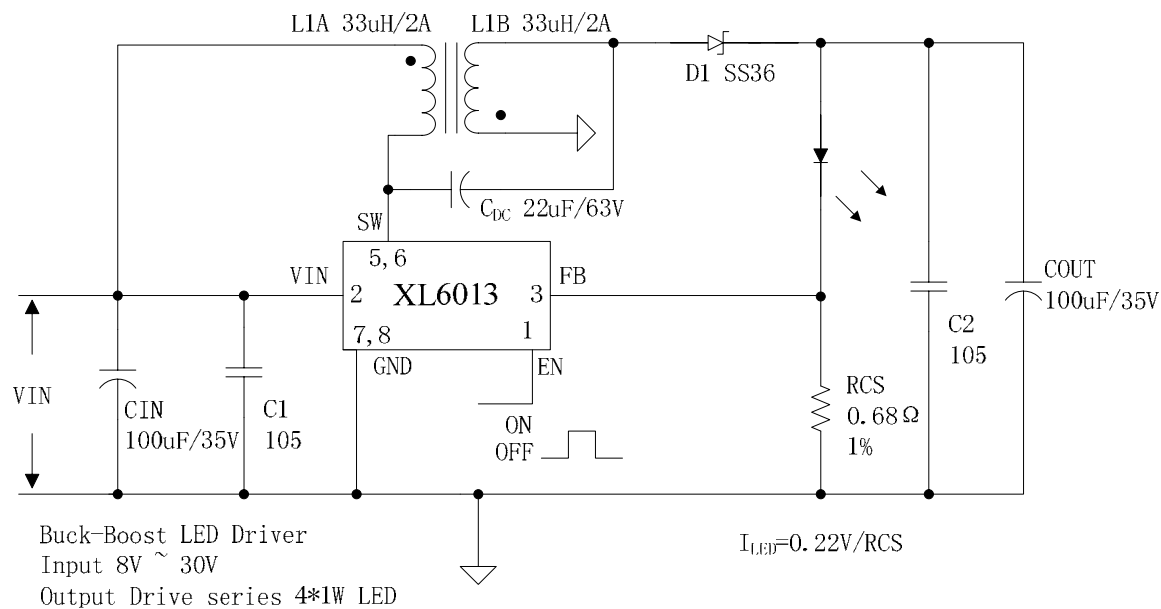 L1A 33uH/2A
L1B 33uH/2A
D1 SS36
CDC 22uF/63V
SW
5,6
VIN
2
XL6013
3
FB
7,8
1
GND
EN
VIN
CIN
100uF/35V
C1
105
ON
OFF
RCS
0.68Ω
1%
C2
105
COUT
100uF/35V
Buck-Boost LED Driver
Input 8V ~ 30V
Output Drive series 4*1W LED
ILED=0.22V/RCS